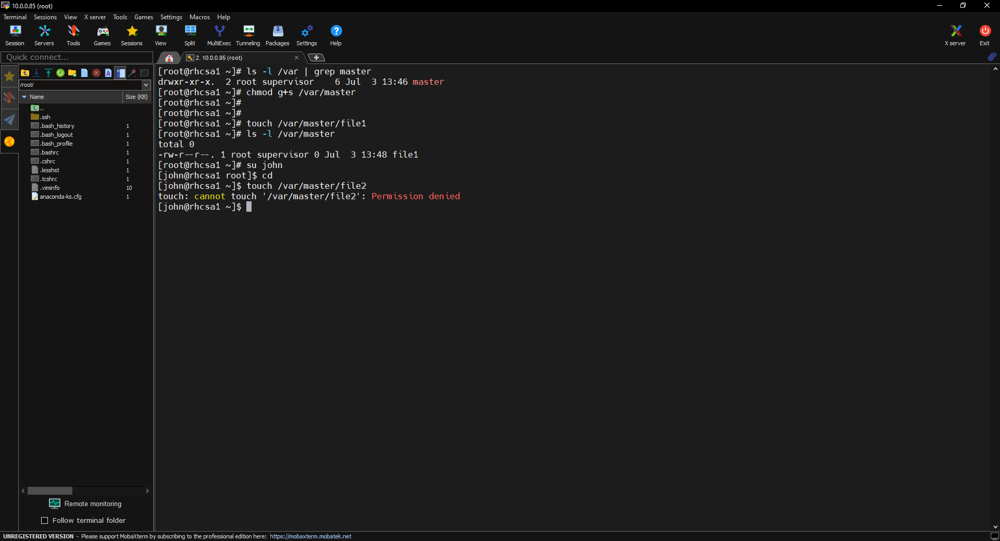 10.0.0.85 (root)
Terminal Sessions View X server Tools Games Settings Macros Help
Session Servers Tools Games Sessions View Split MultiExec Tunneling Packages Settings Help X server Exit
Quick connect...
2. 10.0.0.85 (root)
/root/
Name Size (KB)
..
.ssh
.bash_history 1
.bash_logout 1
.bash_profile 1
.bashrc 1
.cshrc 1
.lesshst 1
.tcshrc 1
.viminfo 10
anaconda-ks.cfg 1
Remote monitoring
Follow terminal folder
[root@rhcsa1 ~]# ls -l /var | grep master
drwxr-xr-x.  2 root supervisor    6 Jul  3 13:46 master
[root@rhcsa1 ~]# chmod g+s /var/master
[root@rhcsa1 ~]#
[root@rhcsa1 ~]#
[root@rhcsa1 ~]# touch /var/master/file1
[root@rhcsa1 ~]# ls -l /var/master
total 0
-rw-r--r--. 1 root supervisor 0 Jul  3 13:48 file1
[root@rhcsa1 ~]# su john
[john@rhcsa1 root]$ cd
[john@rhcsa1 ~]$ touch /var/master/file2
touch: cannot touch '/var/master/file2': Permission denied
[john@rhcsa1 ~]$
UNREGISTERED VERSION - Please support MobaXterm by subscribing to the professional edition here: https://mobaxterm.mobatek.net